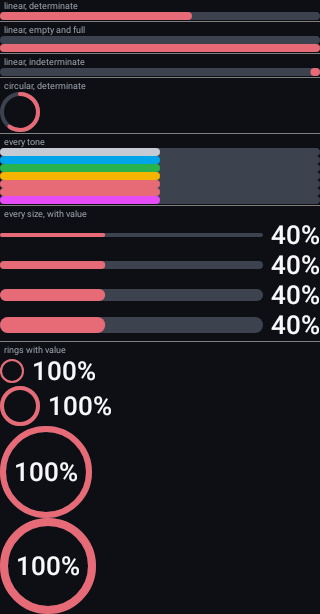 linear, determinate
linear, empty and full
linear, indeterminate
circular, determinate
every tone
every size, with value
40%
40%
40%
40%
rings with value
100%
100%
100%
100%